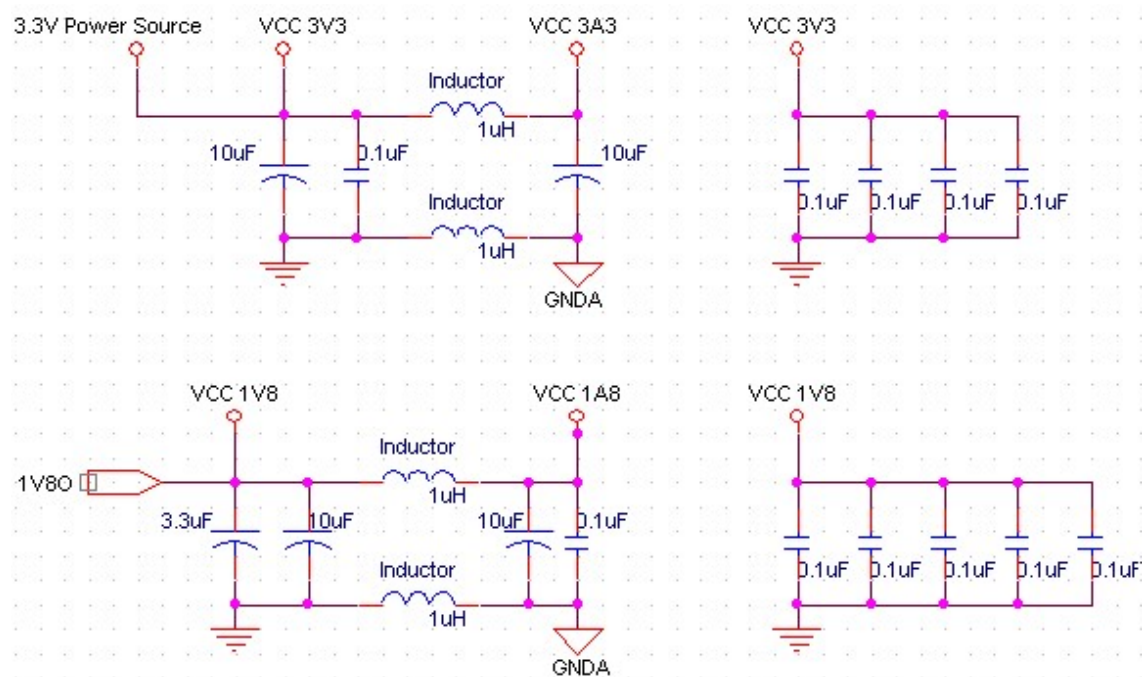 3.3V Power Source VCC 3V3 VCC 3A3 VCC 3V3
Inductor
1uH
10uF 0.1uF 10uF
0.1uF 0.1uF 0.1uF 0.1uF
Inductor
1uH
GNDA
VCC 1V8 VCC 1A8 VCC 1V8
Inductor
1V8O
1uH
3.3uF 10uF 10uF 0.1uF
0.1uF 0.1uF 0.1uF 0.1uF 0.1uF
Inductor
1uH
GNDA